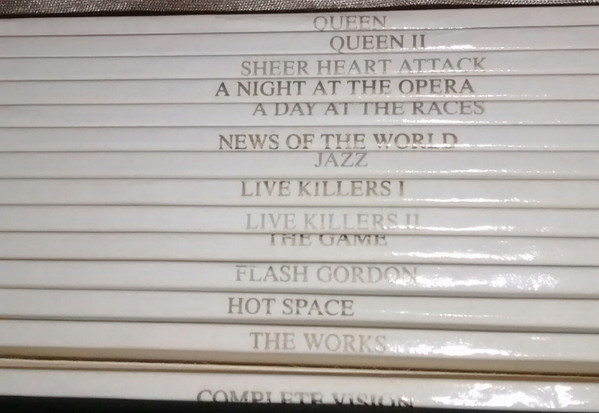 QUEEN
QUEEN II
SHEER HEART ATTACK
A NIGHT AT THE OPERA
A DAY AT THE RACES
NEWS OF THE WORLD
JAZZ
LIVE KILLERS I
LIVE KILLERS II
THE GAME
FLASH GORDON
HOT SPACE
THE WORKS
COMPLETE VISION